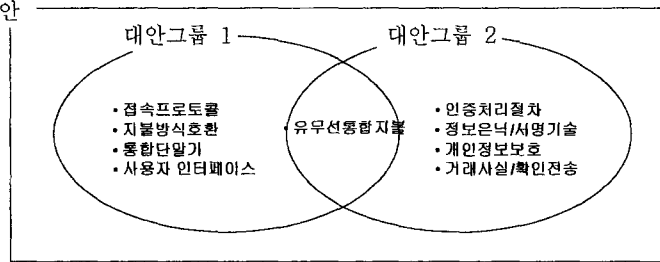 안
대안그룹 1
대안그룹 2
• 접속프로토콜
• 지불방식호환
• 통합단말기
• 사용자 인터페이스
• 유무선통합지불
• 인증처리절차
• 정보은닉/서명기술
• 개인정보보호
• 거래사실/확인전송